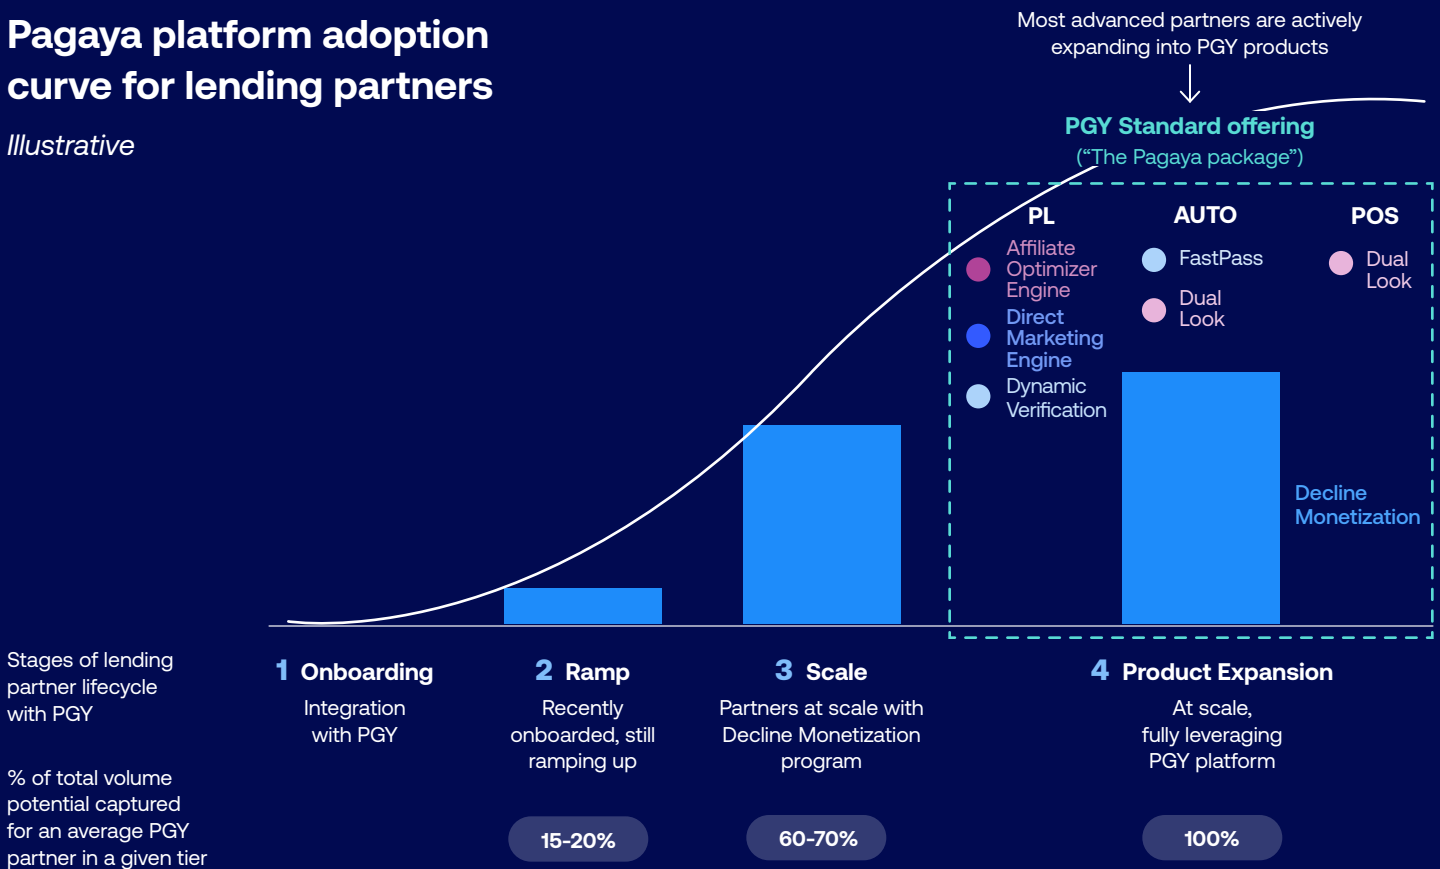 Pagaya platform adoption
curve for lending partners
Illustrative
Most advanced partners are actively
expanding into PGY products
PGY Standard offering
(“The Pagaya package”)
PL
Affiliate
Optimizer
Engine
Direct
Marketing
Engine
Dynamic
Verification
AUTO
FastPass
Dual
Look
POS
Dual
Look
Decline
Monetization
Stages of lending
partner lifecycle
with PGY
1 Onboarding
Integration
with PGY
2 Ramp
Recently
onboarded, still
ramping up
3 Scale
Partners at scale with
Decline Monetization
program
4 Product Expansion
At scale,
fully leveraging
PGY platform
% of total volume
potential captured
for an average PGY
partner in a given tier
15-20%
60-70%
100%